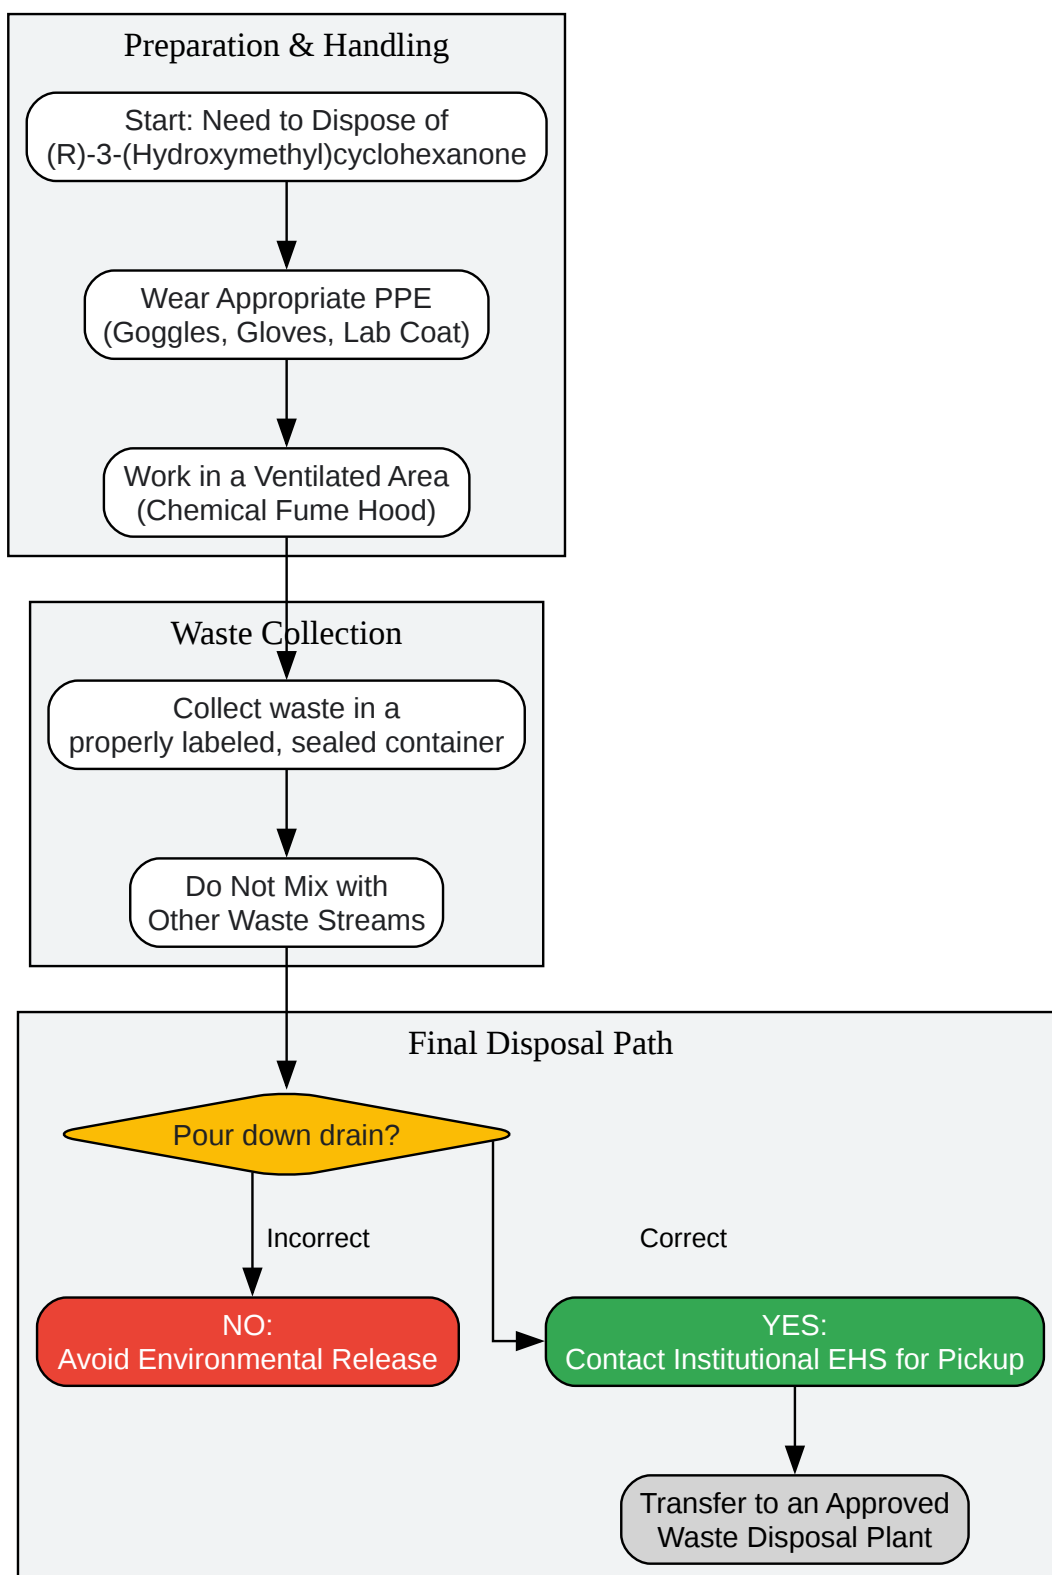 Preparation & Handling
Start: Need to Dispose of
(R)-3-(Hydroxymethyl)cyclohexanone
Wear Appropriate PPE
(Goggles, Gloves, Lab Coat)
Work in a Ventilated Area
(Chemical Fume Hood)
Waste Collection
Collect waste in a
properly labeled, sealed container
Do Not Mix with
Other Waste Streams
Final Disposal Path
Pour down drain?
Incorrect
Correct
NO:
Avoid Environmental Release
YES:
Contact Institutional EHS for Pickup
Transfer to an Approved
Waste Disposal Plant